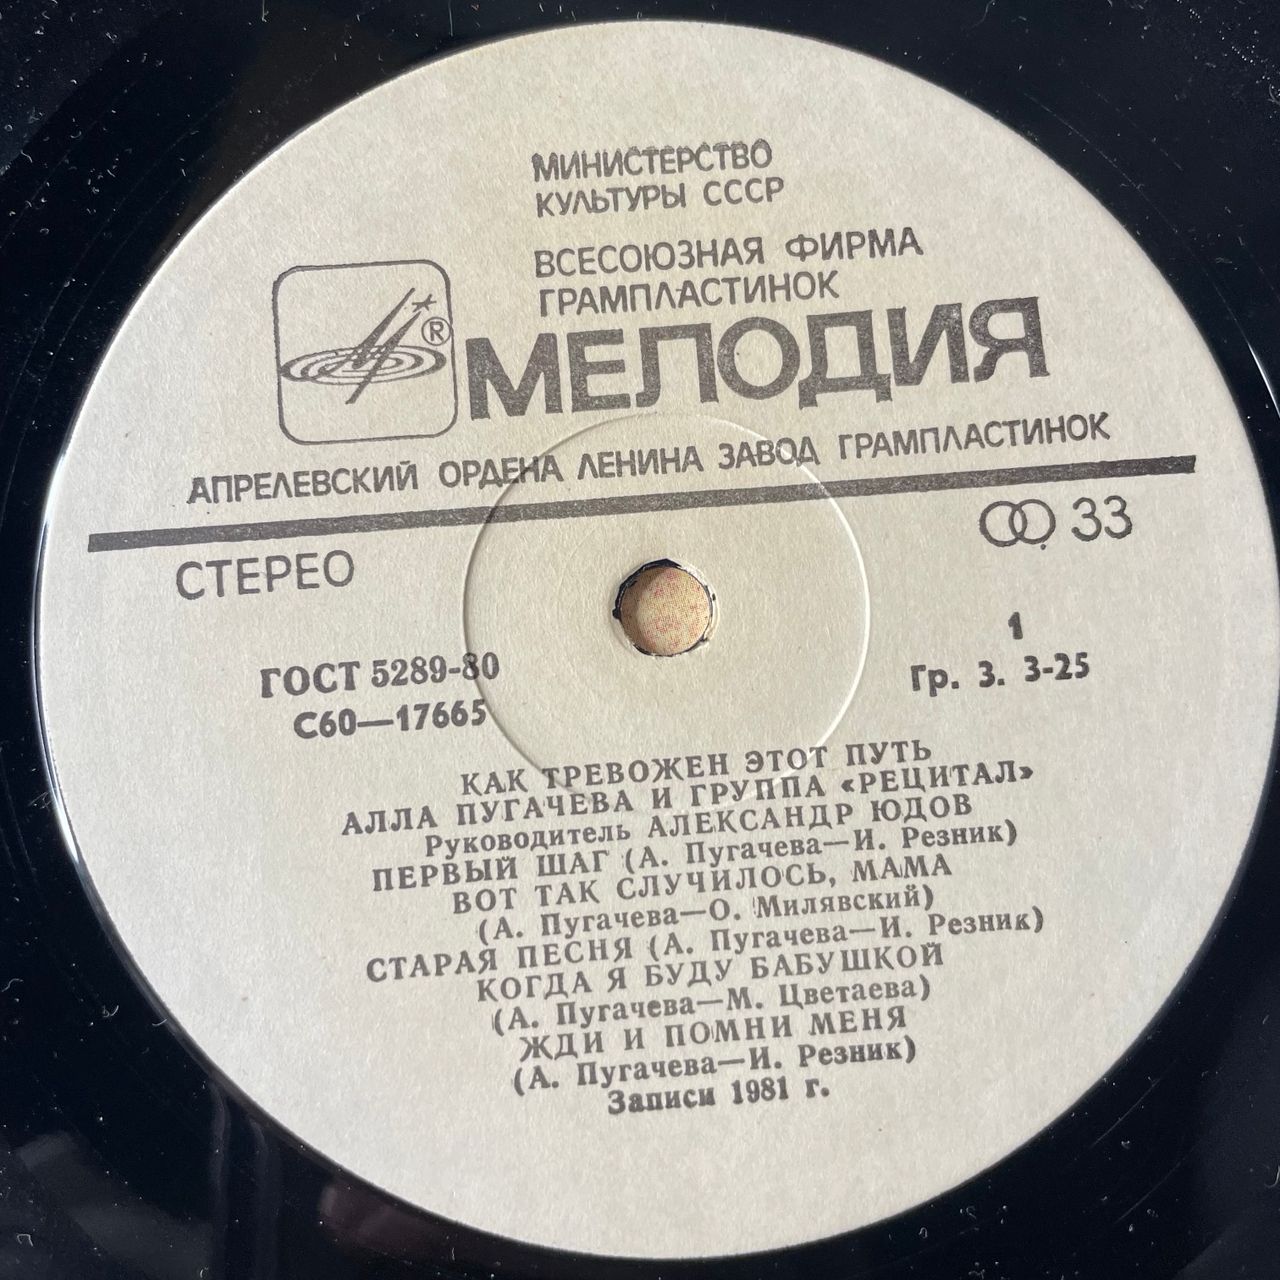 МИНИСТЕРСТВО
КУЛЬТУРЫ СССР
ВСЕСОЮЗНАЯ ФИРМА
ГРАМПЛАСТИНОК
®
МЕЛОДИЯ
АПРЕЛЕВСКИЙ ОРДЕНА ЛЕНИНА ЗАВОД ГРАМПЛАСТИНОК
СТЕРЕО
33
ГОСТ 5289-80
С60—17665
1
Гр. 3. 3-25
КАК ТРЕВОЖЕН ЭТОТ ПУТЬ
АЛЛА ПУГАЧЕВА И ГРУППА «РЕЦИТАЛ»
Руководитель АЛЕКСАНДР ЮДОВ
ПЕРВЫЙ ШАГ (А. Пугачева—И. Резник)
ВОТ ТАК СЛУЧИЛОСЬ, МАМА
(А. Пугачева—О. Милявский)
СТАРАЯ ПЕСНЯ (А. Пугачева—И. Резник)
КОГДА Я БУДУ БАБУШКОЙ
(А. Пугачева—М. Цветаева)
ЖДИ И ПОМНИ МЕНЯ
(А. Пугачева—И. Резник)
Записи 1981 г.